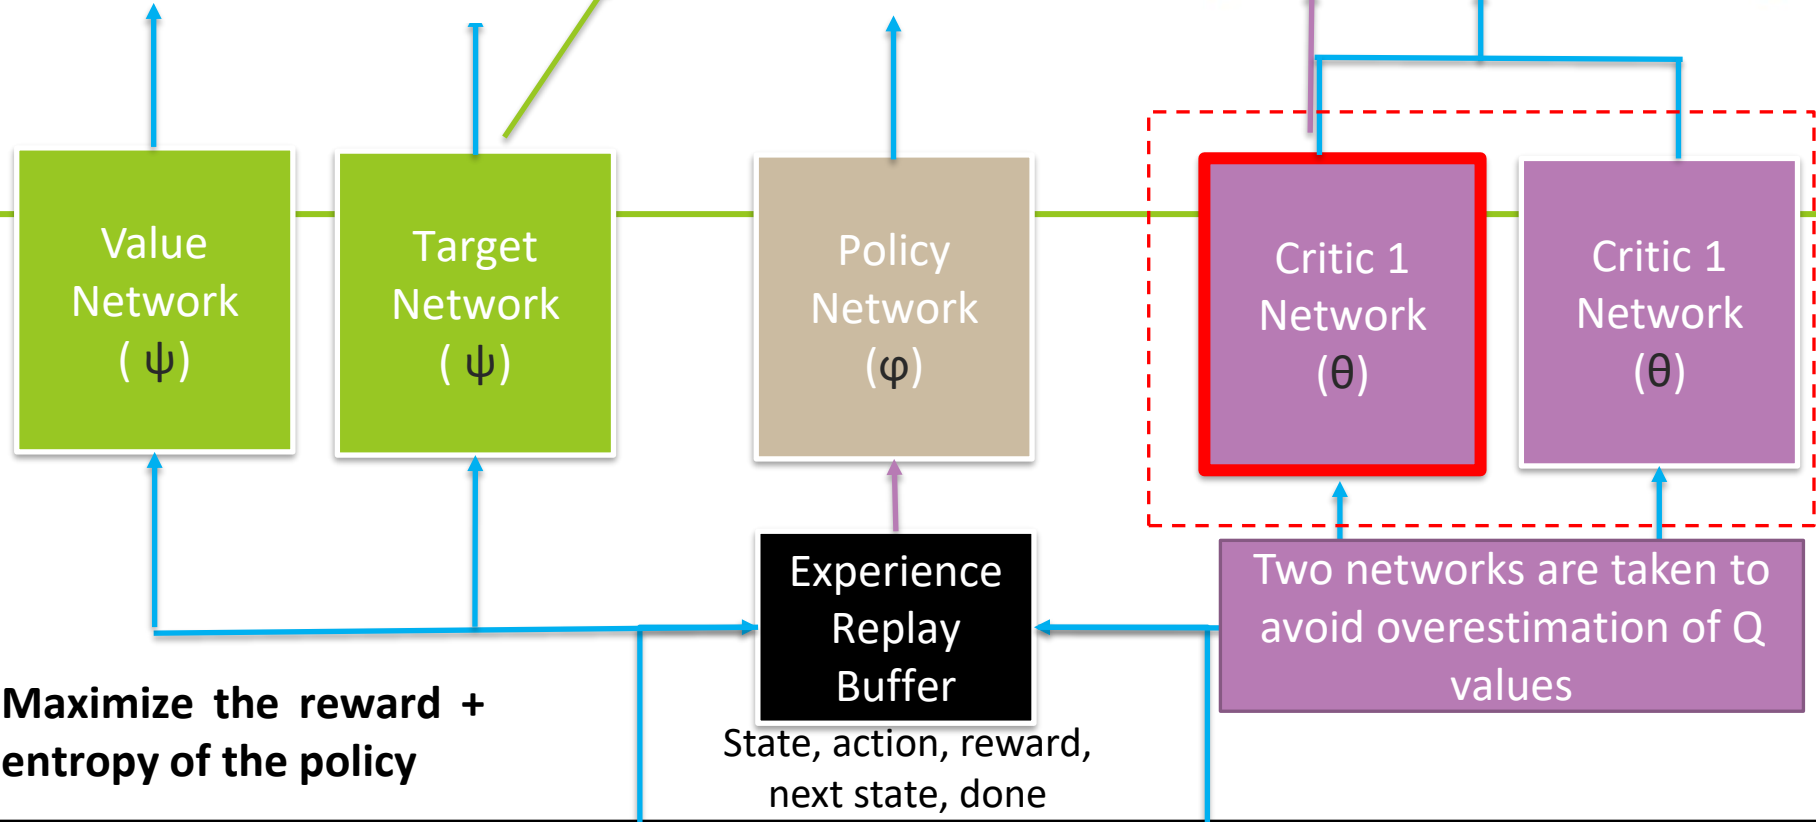 Value
Network
( ψ)
Target
Network
( ψ)
Policy
Network
(φ)
Critic 1
Network
(θ)
Critic 1
Network
(θ)
Experience
Replay
Buffer
Two networks are taken to
avoid overestimation of Q
values
Maximize the reward +
entropy of the policy
State, action, reward,
next state, done